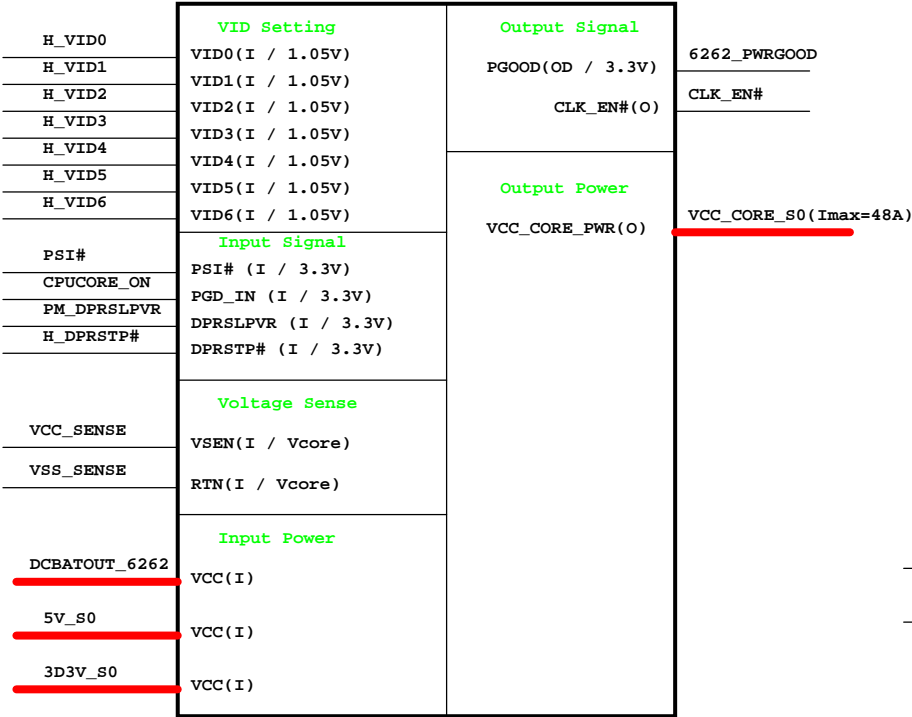 H_VID0
H_VID1
H_VID2
H_VID3
H_VID4
H_VID5
H_VID6
PSI#
CPUCORE_ON
PM_DPRSLPVR
H_DPRSTP#
VCC_SENSE
VSS_SENSE
DCBATOUT_6262
5V_S0
3D3V_S0
VID Setting
VID0(I / 1.05V)
VID1(I / 1.05V)
VID2(I / 1.05V)
VID3(I / 1.05V)
VID4(I / 1.05V)
VID5(I / 1.05V)
VID6(I / 1.05V)
Input Signal
PSI# (I / 3.3V)
PGD_IN (I / 3.3V)
DPRSLPVR (I / 3.3V)
DPRSTP# (I / 3.3V)
Voltage Sense
VSEN(I / Vcore)
RTN(I / Vcore)
Input Power
VCC(I)
VCC(I)
VCC(I)
Output Signal
PGOOD(OD / 3.3V)
CLK_EN#(O)
Output Power
VCC_CORE_PWR(O)
6262_PWRGOOD
CLK_EN#
VCC_CORE_S0(Imax=48A)